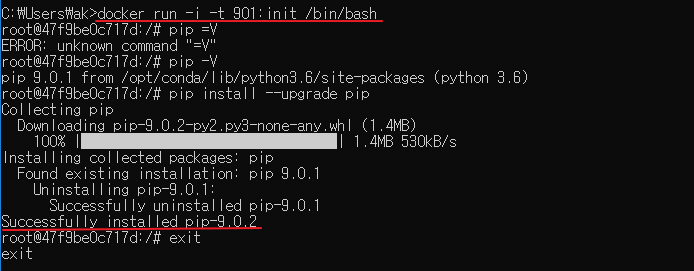 C:₩Users₩ak>docker run -i -t 901:init /bin/bash
root@47f9be0c717d:/# pip =V
ERROR: unknown command "=V"
root@47f9be0c717d:/# pip -V
pip 9.0.1 from /opt/conda/lib/python3.6/site-packages (python 3.6)
root@47f9be0c717d:/# pip install --upgrade pip
Collecting pip
  Downloading pip-9.0.2-py2.py3-none-any.whl (1.4MB)
    100% |████████████████████████████████| 1.4MB 530kB/s
Installing collected packages: pip
  Found existing installation: pip 9.0.1
    Uninstalling pip-9.0.1:
      Successfully uninstalled pip-9.0.1
Successfully installed pip-9.0.2
root@47f9be0c717d:/# exit
exit